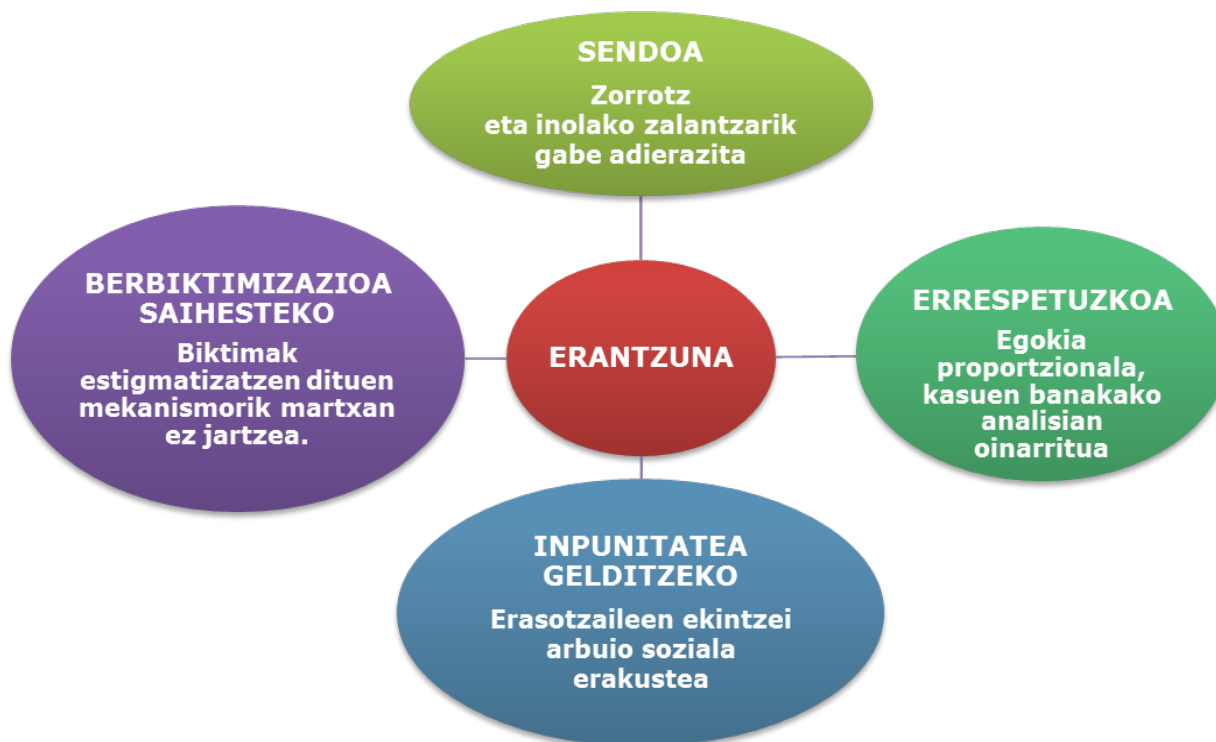 SENDOA
Zorrotz
eta inolako zalantzarik
gabe adierazita
BERBIKTIMIZAZIOA
SAIHESTEKO
Biktimak
estigmatizatzen dituen
mekanismorik martxan
ez jartzea.
ERANTZUNA
ERRESPETUZKOA
Egokia
proportzionala,
kasuen banakako
analisian
oinarritua
INPUNITATEA
GELDITZEKO
Erasotzaileen ekintzei
arbuio soziala
erakustea